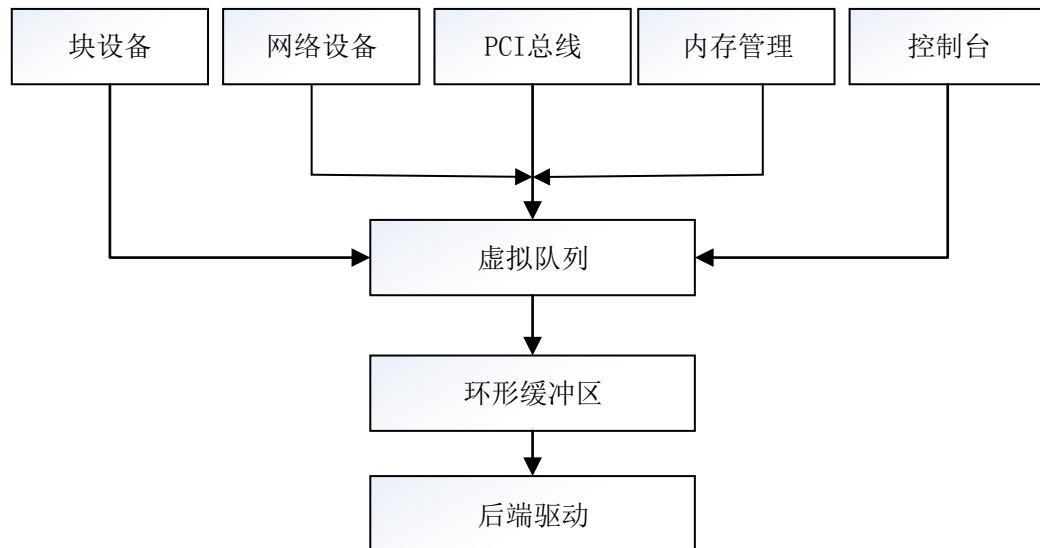 块设备
网络设备
PCI总线
内存管理
控制台
虚拟队列
环形缓冲区
后端驱动